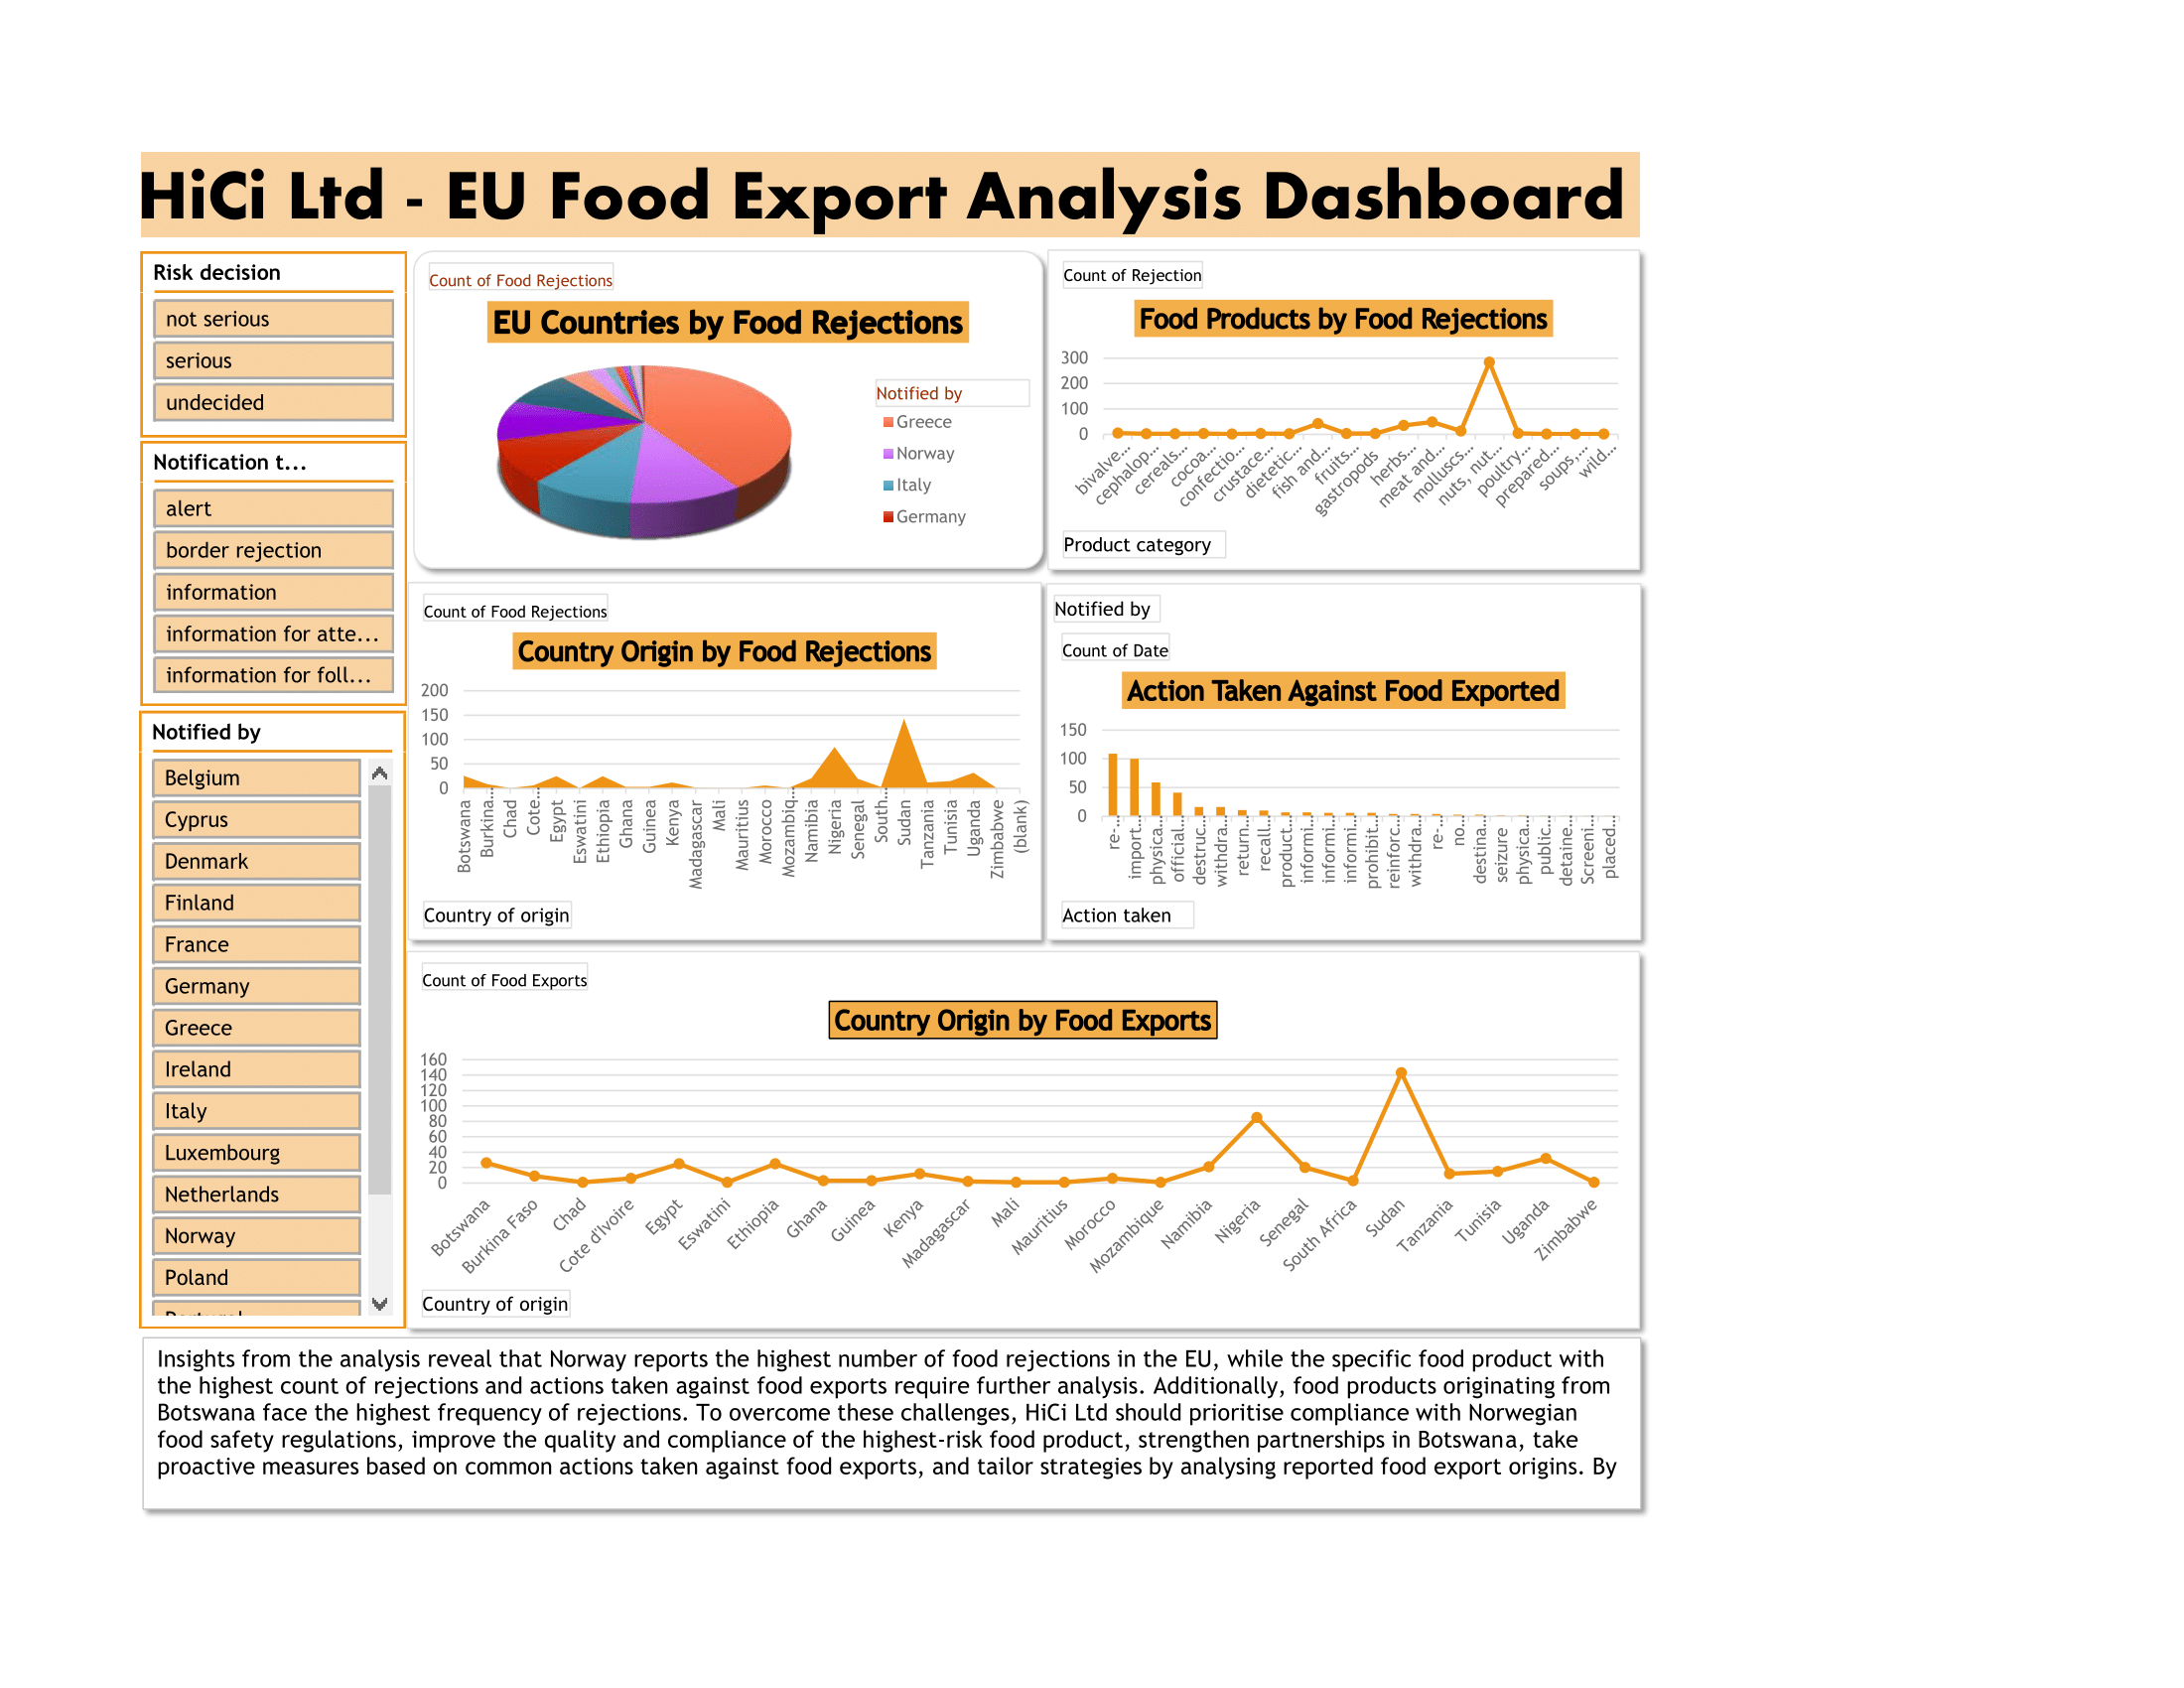 HiCi Ltd - EU Food Export Analysis Dashboard
Risk decision
not serious
serious
undecided
Notification t...
alert
border rejection
information
information for atte...
information for foll...
Notified by
Belgium
Cyprus
Denmark
Finland
France
Germany
Greece
Ireland
Italy
Luxembourg
Netherlands
Norway
Poland
Count of Food Rejections
EU Countries by Food Rejections
Notified by
Greece
Norway
Italy
Germany
Count of Rejection
Food Products by Food Rejections
300
200
100
0
bivalve...
cephalop...
cereals...
cocoa...
confectio...
crustace...
dietetic...
fish and...
fruits...
gastropods
herbs...
meat and...
molluscs...
nuts, nut...
poultry...
prepared...
soups,...
wild...
Product category
Count of Food Rejections
Country Origin by Food Rejections
200
150
100
50
0
Botswana
Burkina...
Chad
Cote...
Egypt
Eswatini
Ethiopia
Ghana
Guinea
Kenya
Madagascar
Mali
Mauritius
Morocco
Mozambiq...
Namibia
Nigeria
Senegal
South...
Sudan
Tanzania
Tunisia
Uganda
Zimbabwe
(blank)
Country of origin
Notified by
Count of Date
Action Taken Against Food Exported
150
100
50
0
re-...
import...
physica...
official...
destruc...
withdra...
return...
recall...
product...
informi...
informi...
informi...
prohibit...
reinforc...
withdra...
re-...
no...
destina...
seizure
physica...
public...
detaine...
Screeni...
placed...
Action taken
Count of Food Exports
Country Origin by Food Exports
160
140
120
100
80
60
40
20
0
Botswana
Burkina Faso
Chad
Cote d'Ivoire
Egypt
Eswatini
Ethiopia
Ghana
Guinea
Kenya
Madagascar
Mali
Mauritius
Morocco
Mozambique
Namibia
Nigeria
Senegal
South Africa
Sudan
Tanzania
Tunisia
Uganda
Zimbabwe
Country of origin
Insights from the analysis reveal that Norway reports the highest number of food rejections in the EU, while the specific food product with
the highest count of rejections and actions taken against food exports require further analysis. Additionally, food products originating from
Botswana face the highest frequency of rejections. To overcome these challenges, HiCi Ltd should prioritise compliance with Norwegian
food safety regulations, improve the quality and compliance of the highest-risk food product, strengthen partnerships in Botswana, take
proactive measures based on common actions taken against food exports, and tailor strategies by analysing reported food export origins. By